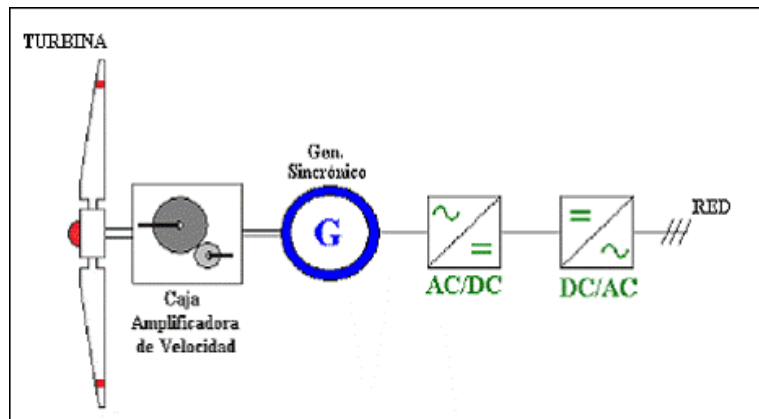 TURBINA
Gen.
Sincrónico
G
RED
AC/DC
DC/AC
Caja
Amplificadora
de Velocidad